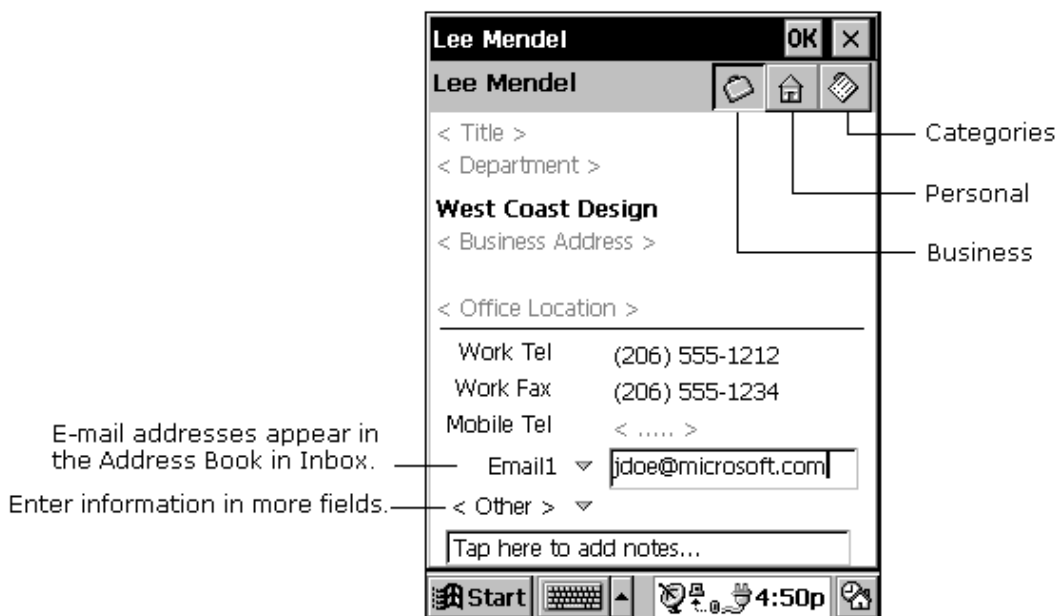 Lee Mendel OK ×
Lee Mendel
< Title >
< Department >
West Coast Design
< Business Address >
< Office Location >
Work Tel (206) 555-1212
Work Fax (206) 555-1234
Mobile Tel < ..... >
Email1 jdoe@microsoft.com
< Other >
Tap here to add notes...
Start 4:50p
Categories
Personal
Business
E-mail addresses appear in
the Address Book in Inbox.
Enter information in more fields.